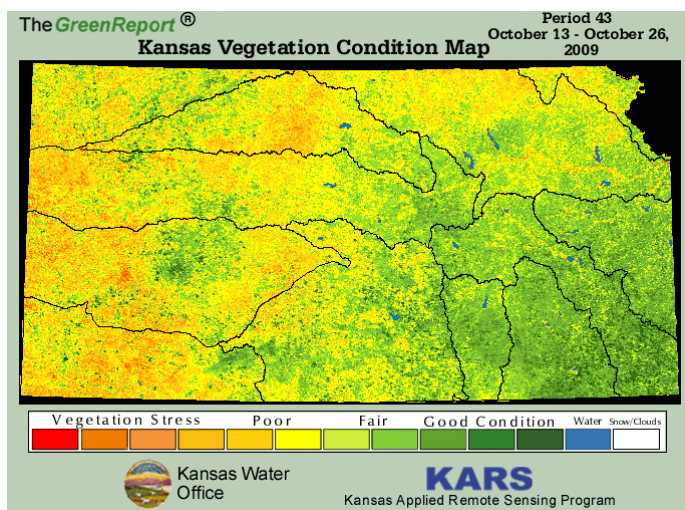 The GreenReport ®
Period 43
October 13 - October 26,
2009
Kansas Vegetation Condition Map
Vegetation Stress Poor Fair Good Condition Water Snow/Clouds
Kansas Water
Office
KARS
Kansas Applied Remote Sensing Program